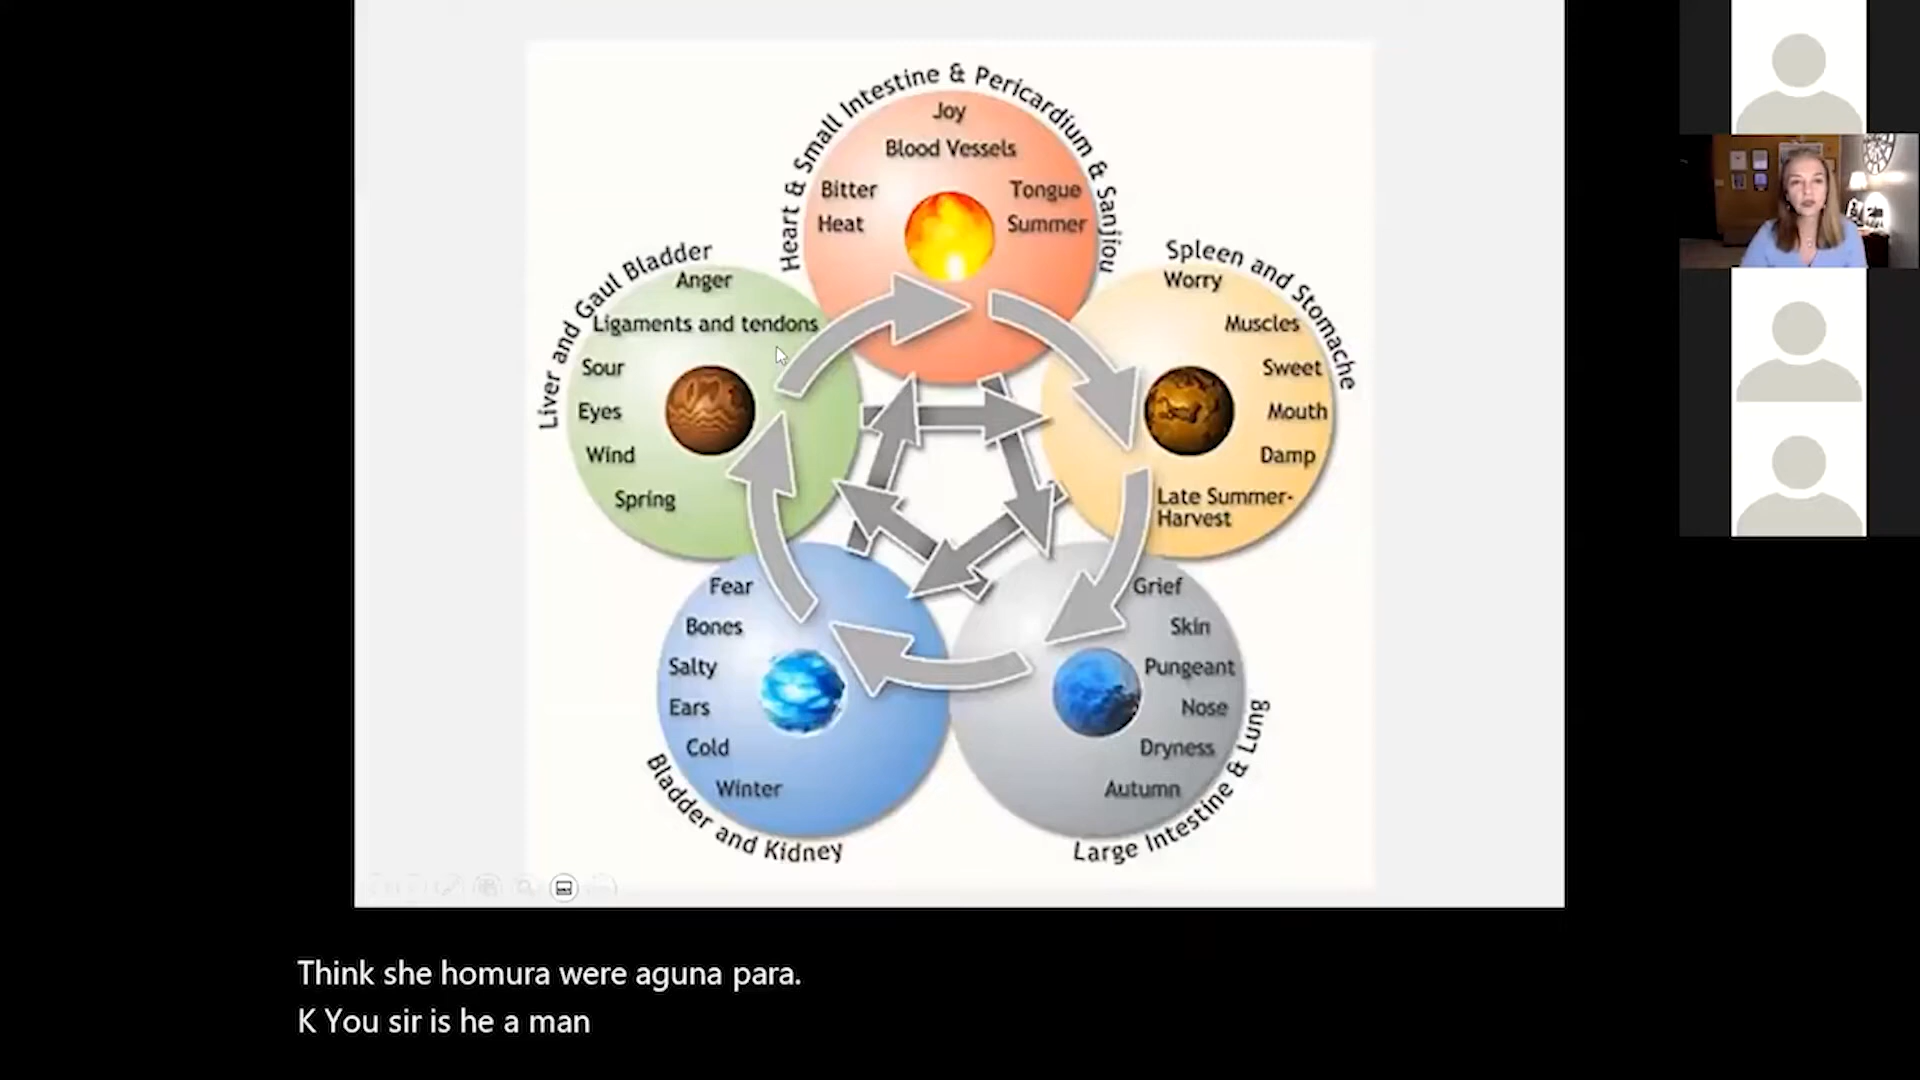 Heart & Small Intestine & Pericardium & Sanjiou
Joy
Blood Vessels
Bitter
Tongue
Heat
Summer
Liver and Gaul Bladder
Anger
Ligaments and tendons
Sour
Eyes
Wind
Spring
Spleen and Stomache
Worry
Muscles
Sweet
Mouth
Damp
Late Summer-
Harvest
Fear
Bones
Salty
Ears
Cold
Winter
Bladder and Kidney
Grief
Skin
Pungeant
Nose
Dryness
Autumn
Large Intestine & Lung
Think she homura were aguna para.
K You sir is he a man